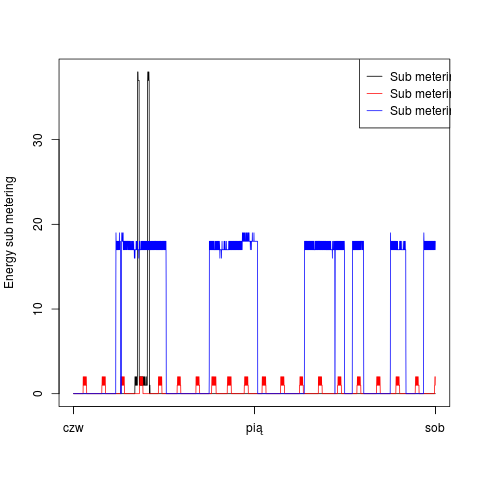 Sub meterin
Sub meterin
Sub meterin
Energy sub metering
30
20
10
0
czw
pią
sob